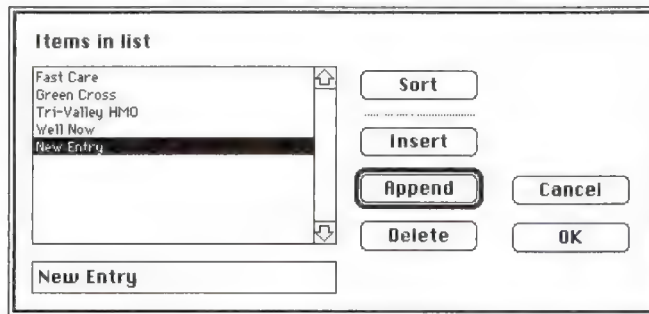 Items in list
Fast Care
Green Cross
Tri-Valley HMO
Well Now
New Entry
New Entry
Sort
Insert
Append
Delete
Cancel
OK